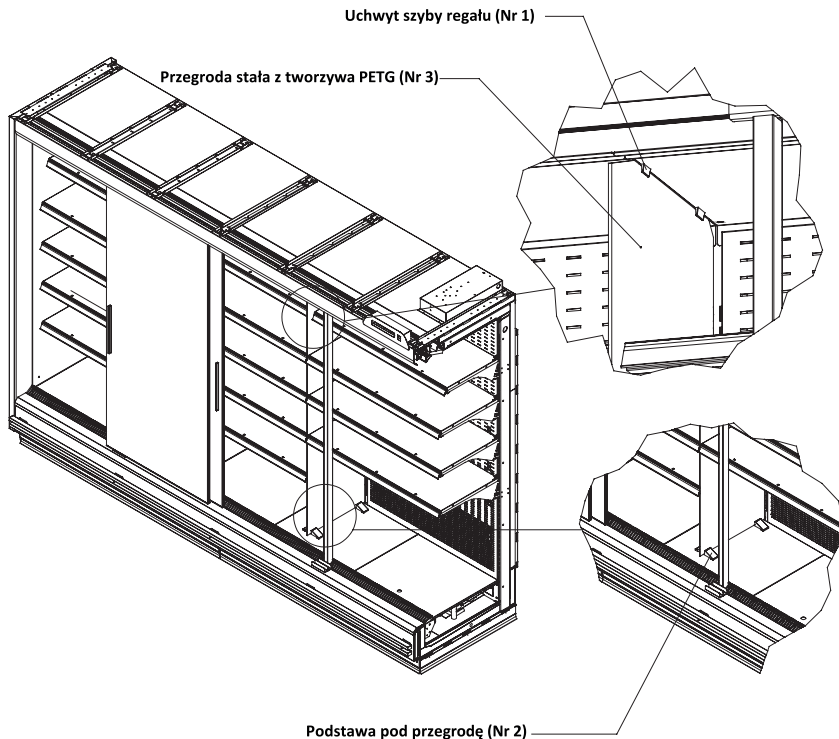 Uchwyt szyby regału (Nr 1)
Przegroda stała z tworzywa PETG (Nr 3)
Podstawa pod przegrodę (Nr 2)